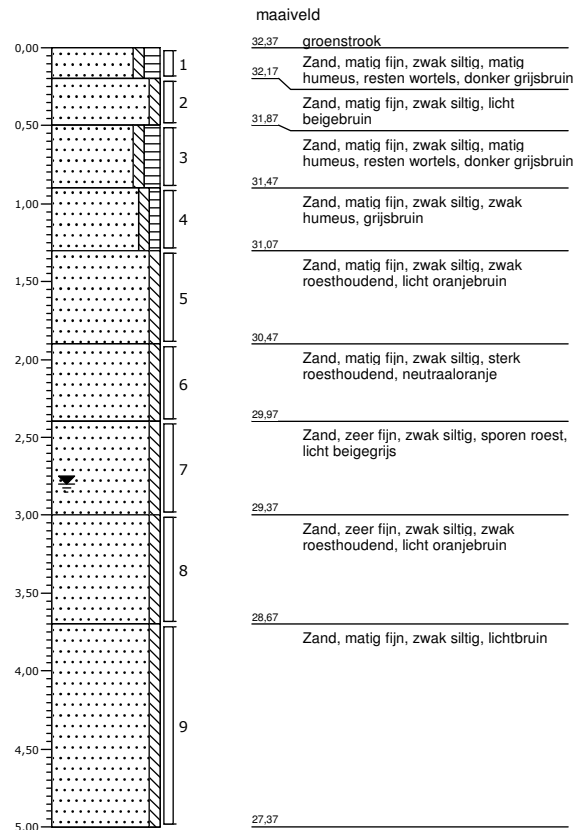 maaiveld
0,00
32,37 groenstrook
1
Zand, matig fijn, zwak siltig, matig
humeus, resten wortels, donker grijsbruin
32,17
2
Zand, matig fijn, zwak siltig, licht
beigebruin
0,50
31,87
3
Zand, matig fijn, zwak siltig, matig
humeus, resten wortels, donker grijsbruin
31,47
1,00
4
Zand, matig fijn, zwak siltig, zwak
humeus, grijsbruin
31,07
5
Zand, matig fijn, zwak siltig, zwak
roesthoudend, licht oranjebruin
1,50
30,47
6
Zand, matig fijn, zwak siltig, sterk
roesthoudend, neutraaloranje
2,00
29,97
7
Zand, zeer fijn, zwak siltig, sporen roest,
licht beigegrijs
2,50
29,37
3,00
8
Zand, zeer fijn, zwak siltig, zwak
roesthoudend, licht oranjebruin
3,50
28,67
9
Zand, matig fijn, zwak siltig, lichtbruin
4,00
4,50
5,00
27,37